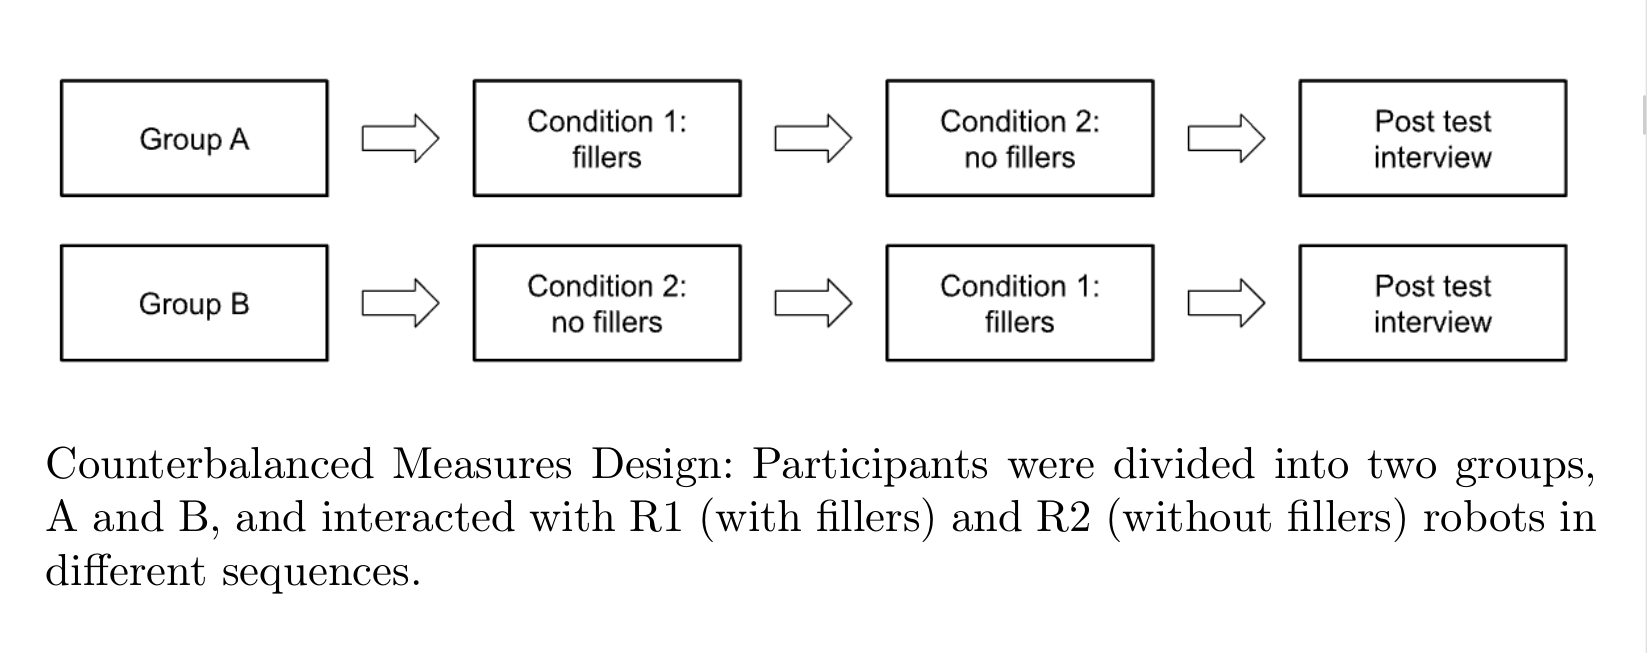 Group A
Condition 1:
fillers
Condition 2:
no fillers
Post test
interview
Group B
Condition 2:
no fillers
Condition 1:
fillers
Post test
interview
Counterbalanced Measures Design: Participants were divided into two groups,
A and B, and interacted with R1 (with fillers) and R2 (without fillers) robots in
different sequences.